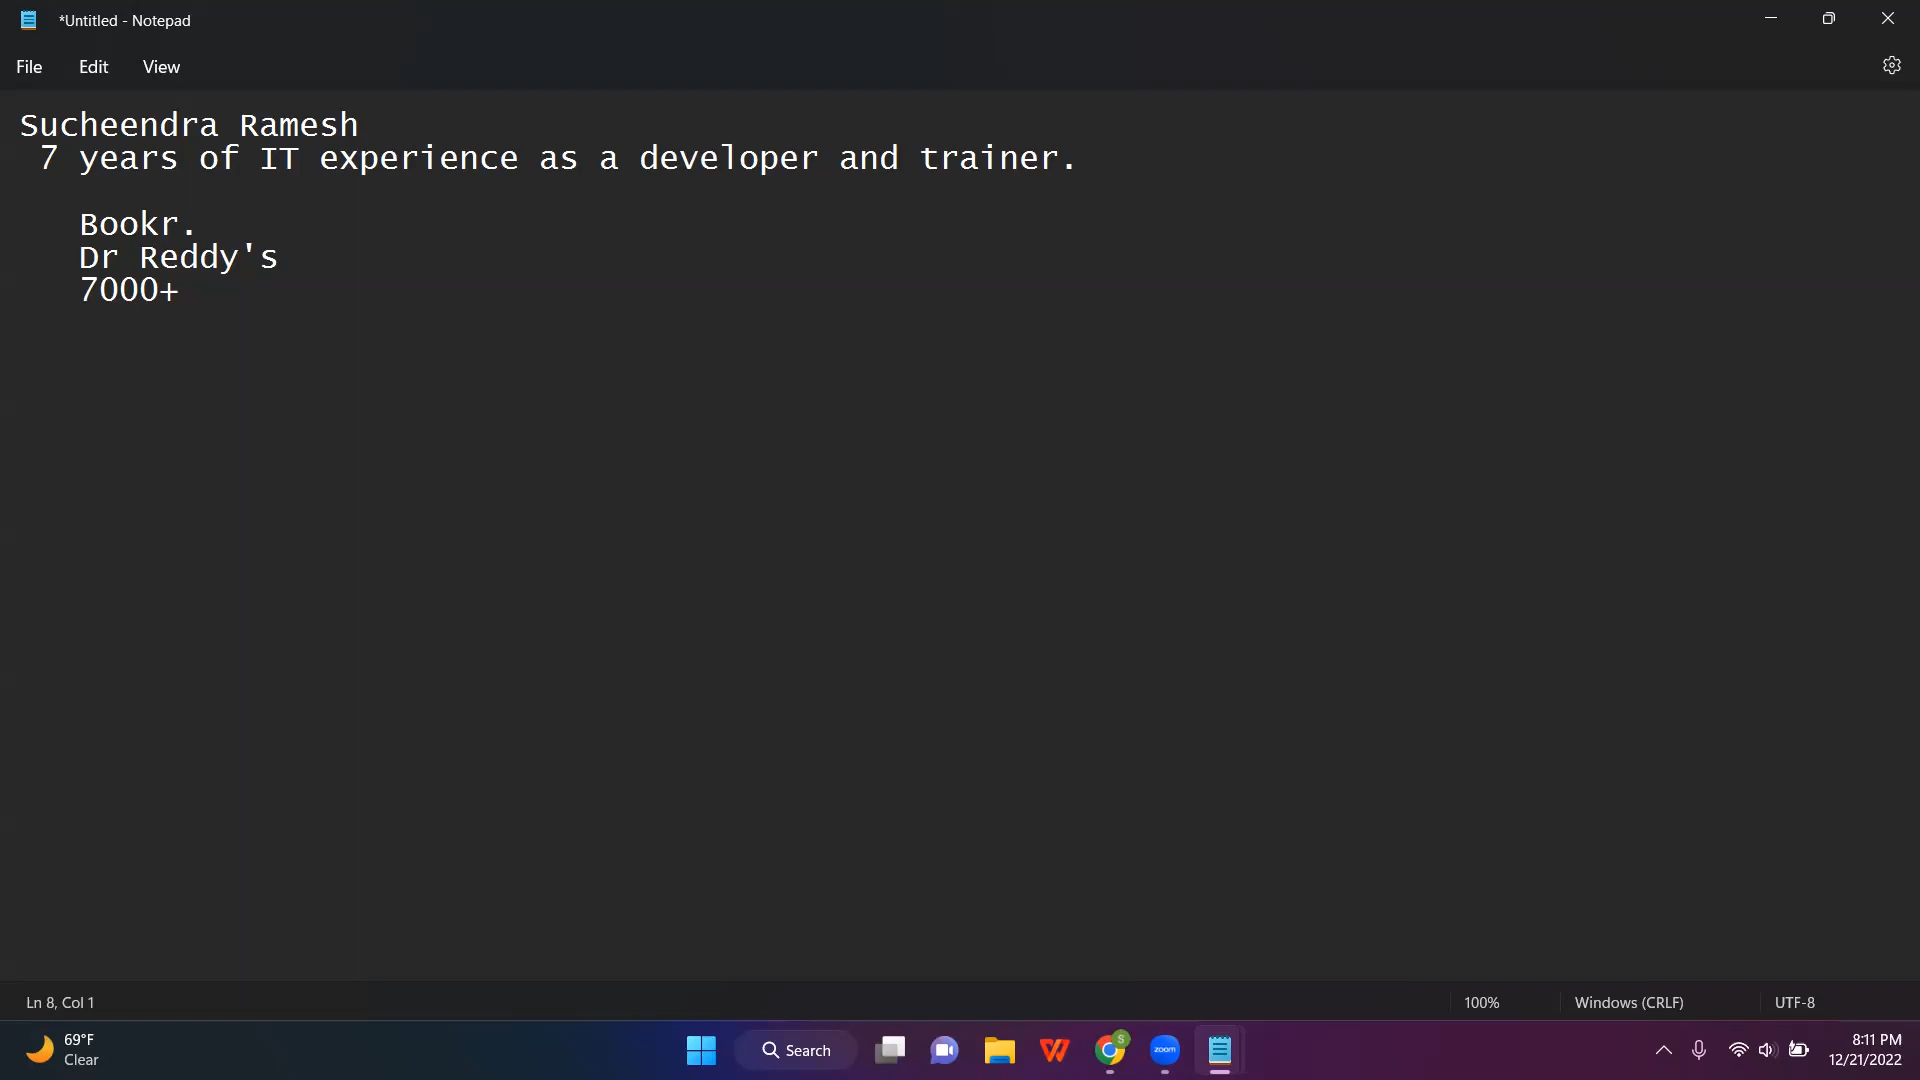 *Untitled - Notepad
File Edit View
Sucheendra Ramesh
7 years of IT experience as a developer and trainer.
Bookr.
Dr Reddy's
7000+
Ln 8, Col 1 100% Windows (CRLF) UTF-8
69°F
Clear
Search
S
zoom
8:11 PM
12/21/2022